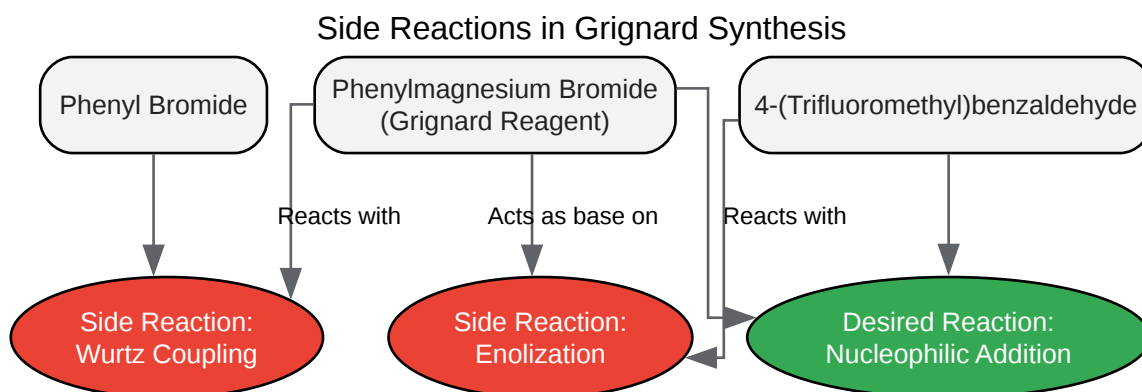 Side Reactions in Grignard Synthesis
Phenyl Bromide
Phenylmagnesium Bromide
(Grignard Reagent)
4-(Trifluoromethyl)benzaldehyde
Reacts with
Acts as base on
Reacts with
Side Reaction:
Wurtz Coupling
Side Reaction:
Enolization
Desired Reaction:
Nucleophilic Addition